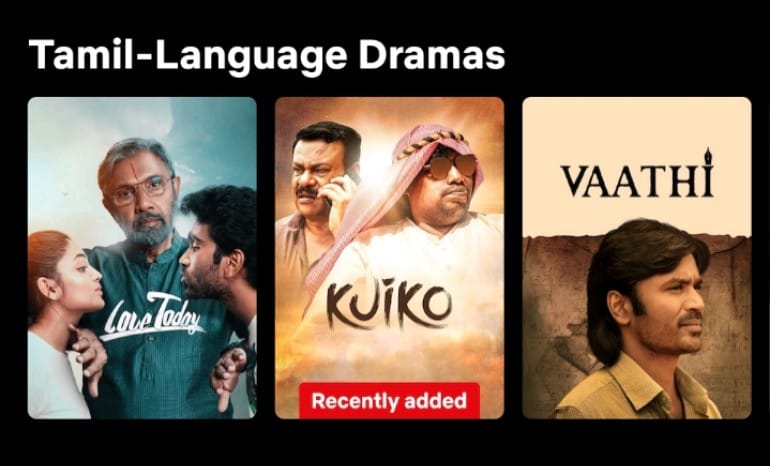 Tamil-Language Dramas
Love Today
KUIKO
Recently added
VAATHI